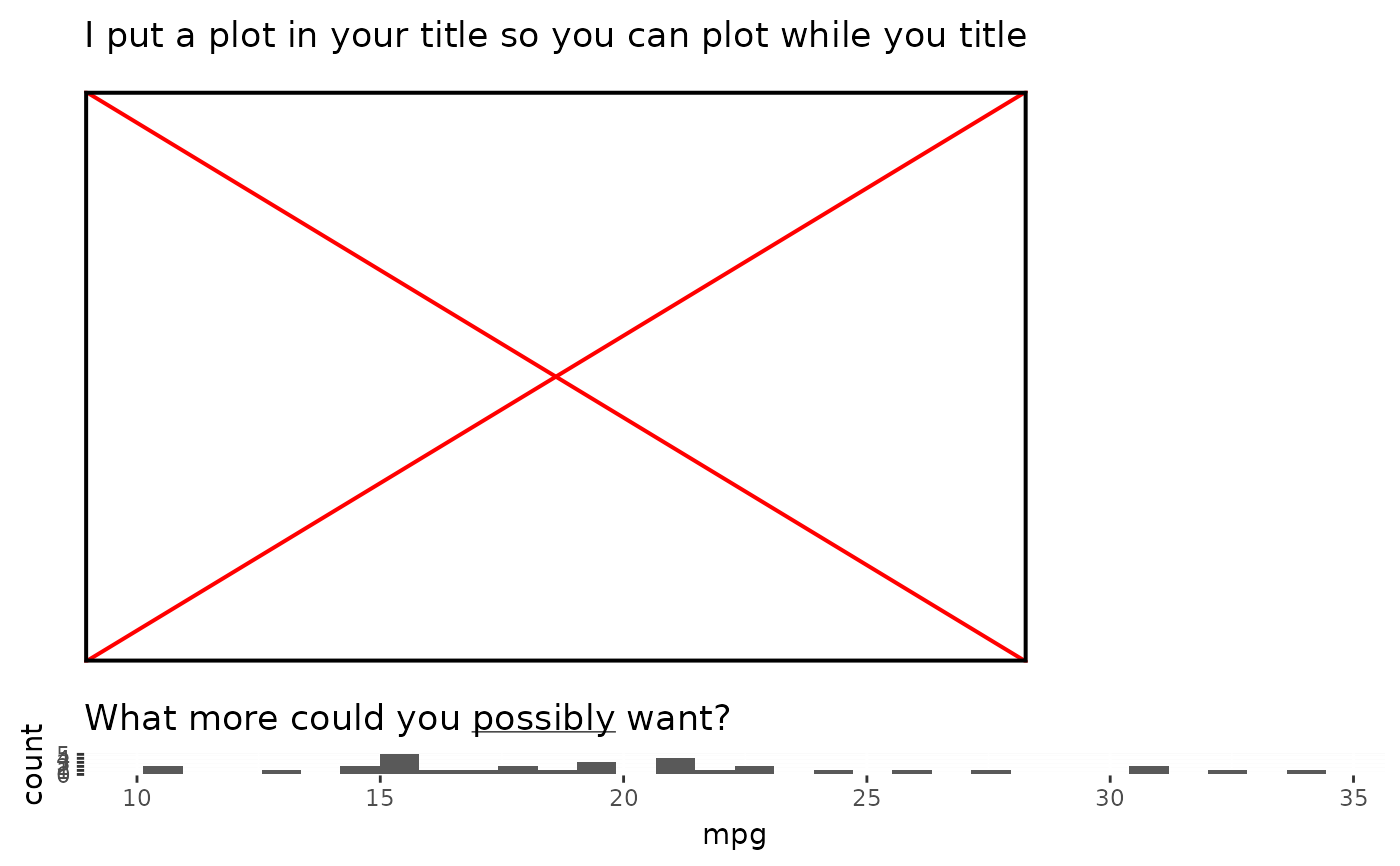 I put a plot in your title so you can plot while you title
What more could you possibly want?
count
10 15 20 25 30 35
mpg